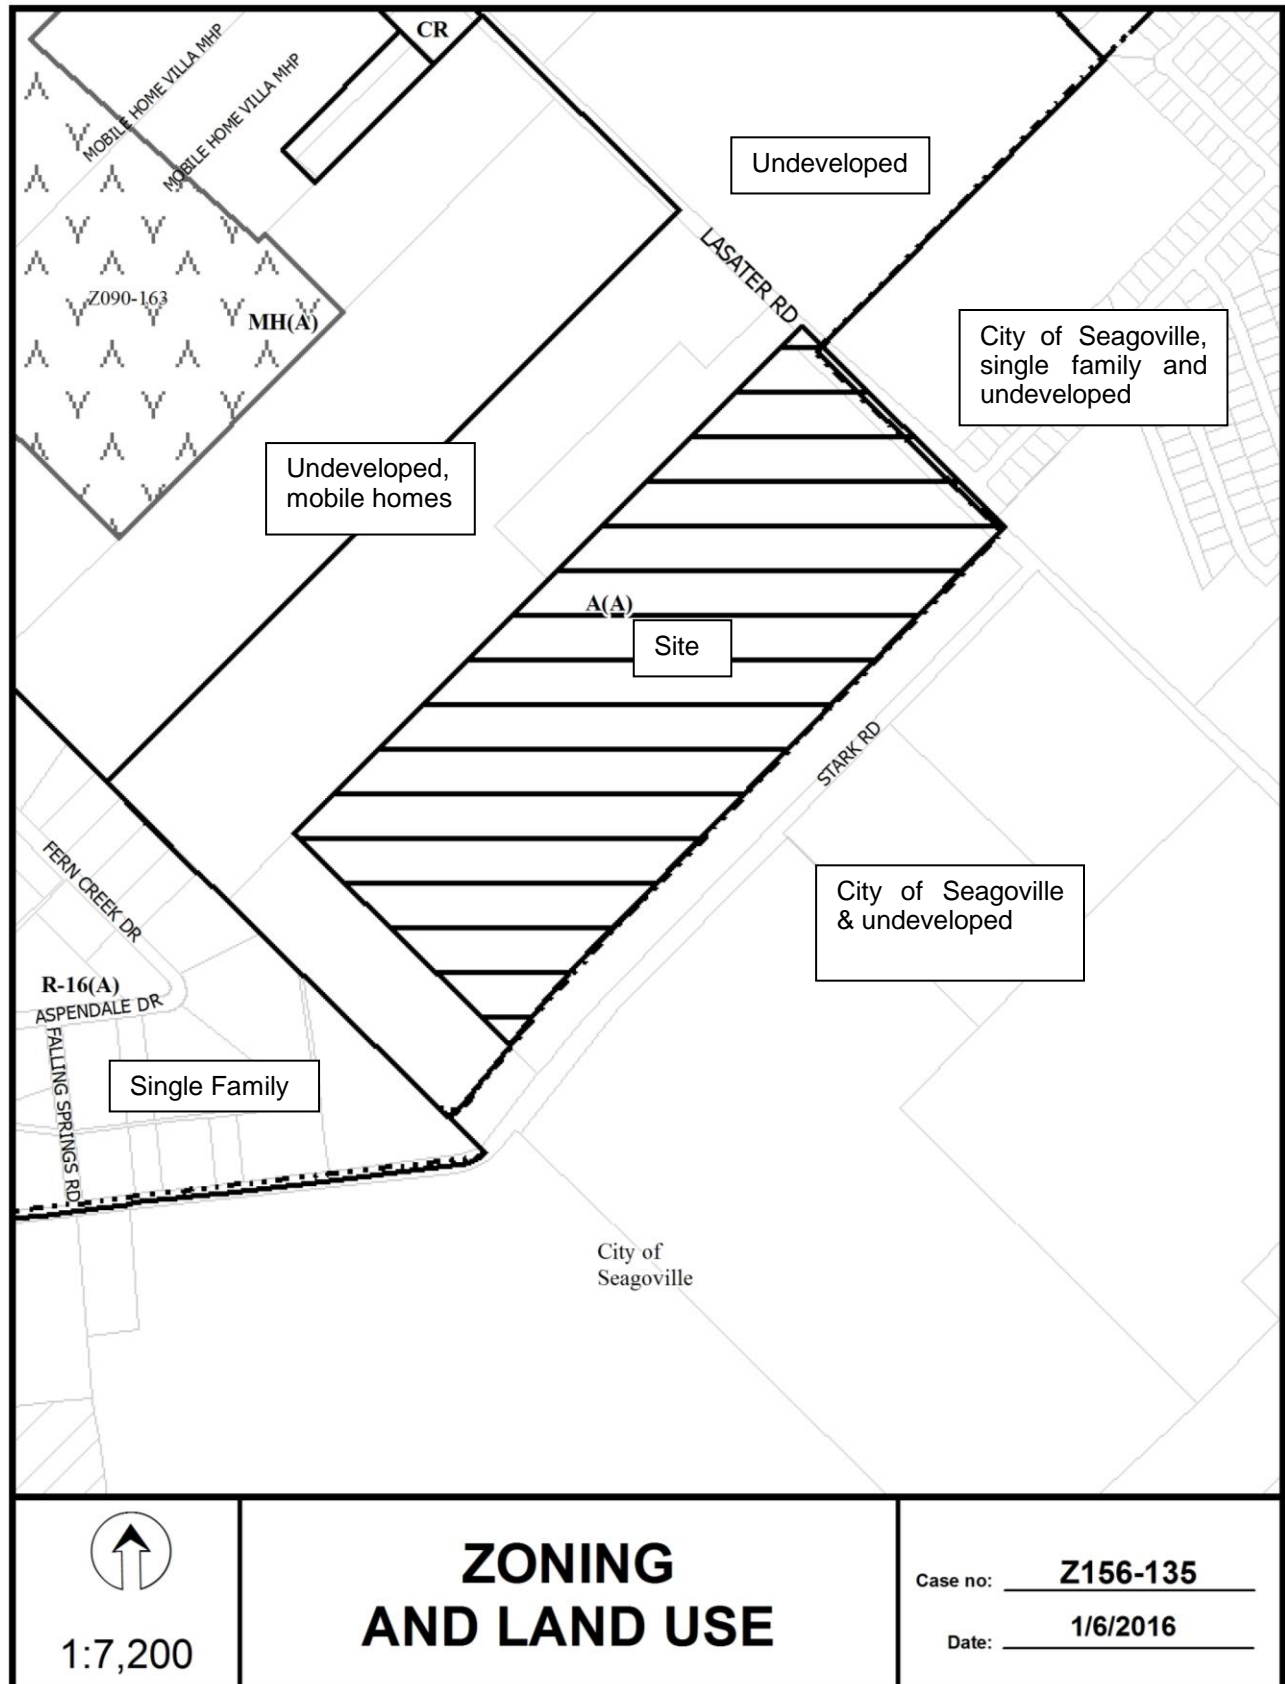 CR
MOBILE HOME VILLA MHP
MOBILE HOME VILLA MHP
Undeveloped
LASATER RD
Z090-163
MH(A)
City of Seagoville,
single family and
undeveloped
Undeveloped,
mobile homes
A(A)
Site
STARK RD
FERN CREEK DR
City of Seagoville
& undeveloped
R-16(A)
ASPENDALE DR
FALLING SPRINGS RD
Single Family
City of
Seagoville
1:7,200
ZONING
AND LAND USE
Case no: Z156-135
Date: 1/6/2016